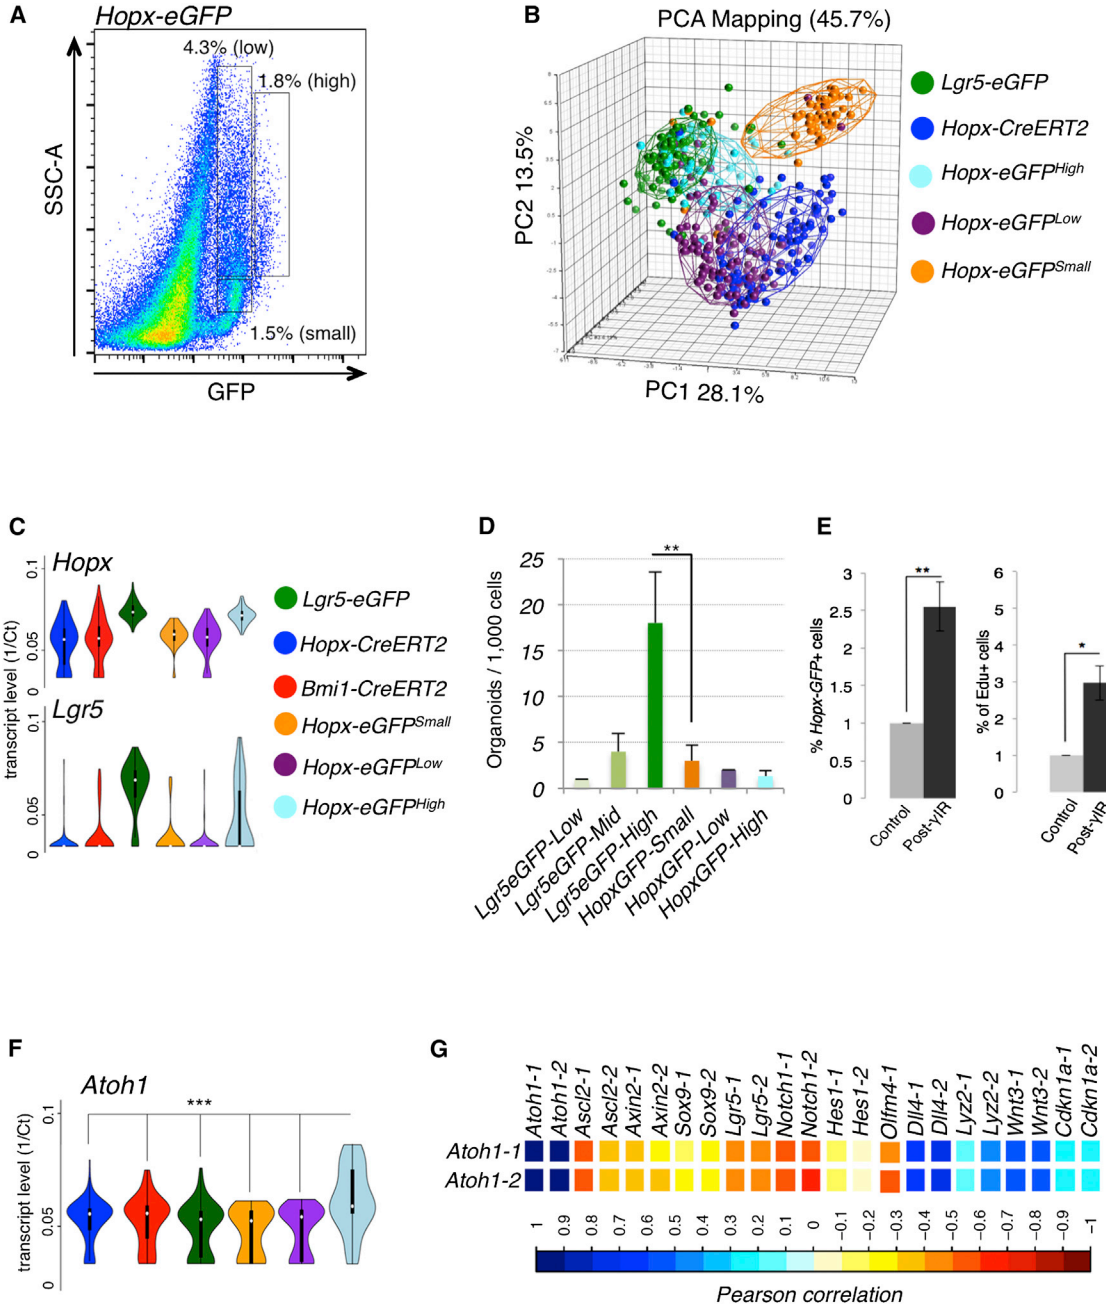 A
Hopx-eGFP
4.3% (low)
1.8% (high)
1.5% (small)
SSC-A
GFP
B
PCA Mapping (45.7%)
PC2 13.5%
PC1 28.1%
Lgr5-eGFP
Hopx-CreERT2
Hopx-eGFPHigh
Hopx-eGFPLow
Hopx-eGFPSmall
C
Hopx
0.1
0.05
0
Lgr5
0.1
0.05
0
transcript level (1/Ct)
Lgr5-eGFP
Hopx-CreERT2
Bmi1-CreERT2
Hopx-eGFPSmall
Hopx-eGFPLow
Hopx-eGFPHigh
D
Organoids / 1,000 cells
25
20
15
10
5
0
**
Lgr5eGFP-Low
Lgr5eGFP-Mid
Lgr5eGFP-High
HopxGFP-Small
HopxGFP-Low
HopxGFP-High
E
% Hopx-GFP+ cells
3
2.5
2
1.5
1
0.5
0
**
Control
Post-γIR
% of Edu+ cells
6
5
4
3
2
1
0
*
Control
Post-γIR
F
Atoh1
***
transcript level (1/Ct)
0.1
0.05
0
G
Atoh1-1 Atoh1-2 Ascl2-1 Ascl2-2 Axin2-1 Axin2-2 Sox9-1 Sox9-2 Lgr5-1 Lgr5-2 Notch1-1 Notch1-2 Hes1-1 Hes1-2 Olfm4-1 Dll4-1 Dll4-2 Lyz2-1 Lyz2-2 Wnt3-1 Wnt3-2 Cdkn1a-1 Cdkn1a-2
Atoh1-1
Atoh1-2
1 0.9 0.8 0.7 0.6 0.5 0.4 0.3 0.2 0.1 0 −0.1 −0.2 −0.3 −0.4 −0.5 −0.6 −0.7 −0.8 −0.9 −1
Pearson correlation